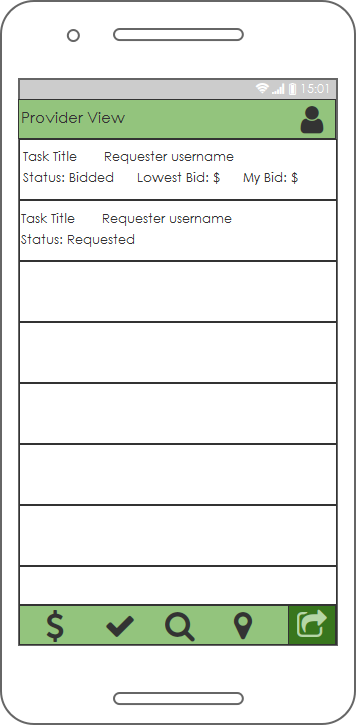 15:01
Provider View
Task Title Requester username
Status: Bidded Lowest Bid: $ My Bid: $
Task Title Requester username
Status: Requested
$